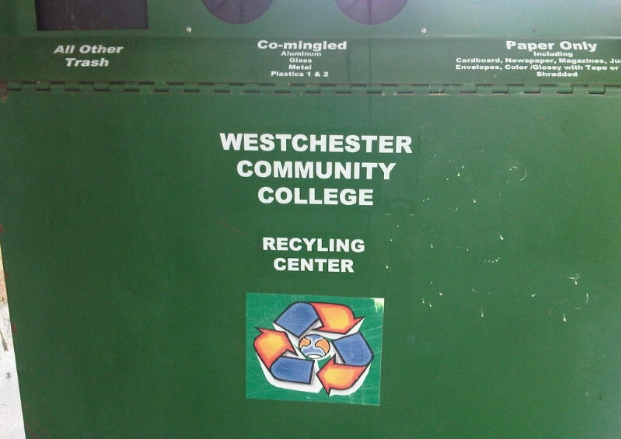 All Other
Trash
Co-mingled
Aluminum
Glass
Metal
Plastics 1 & 2
Paper Only
Including
Cardboard, Newspaper, Magazines,
Envelopes, Color /Glossy with Tape or
Shredded
WESTCHESTER
COMMUNITY
COLLEGE
RECYLING
CENTER